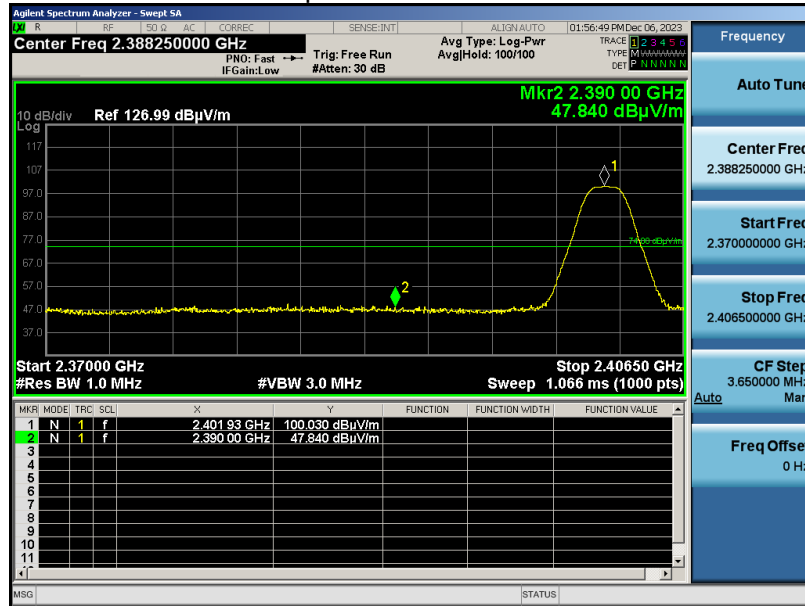 Agilent Spectrum Analyzer - Swept SA
LXI R RF 50 Ω AC CORREC SENSE:INT ALIGN AUTO 01:56:49 PM Dec 06, 2023
Center Freq 2.388250000 GHz
PNO: Fast
IFGain:Low
Trig: Free Run
#Atten: 30 dB
Avg Type: Log-Pwr
Avg|Hold: 100/100
TRACE 1 2 3 4 5 6
TYPE M
DET P N N N N N
Mkr2 2.390 00 GHz
47.840 dBµV/m
10 dB/div Ref 126.99 dBµV/m
Log
117
107
97.0
87.0
77.0
67.0
57.0
47.0
37.0
1
2
74.00 dBµV/m
Start 2.37000 GHz Stop 2.40650 GHz
#Res BW 1.0 MHz #VBW 3.0 MHz Sweep 1.066 ms (1000 pts)
MKR MODE TRC SCL X Y FUNCTION FUNCTION WIDTH FUNCTION VALUE
1 N 1 f 2.401 93 GHz 100.030 dBµV/m
2 N 1 f 2.390 00 GHz 47.840 dBµV/m
3
4
5
6
7
8
9
10
11
MSG STATUS
Frequency
Auto Tune
Center Freq
2.388250000 GHz
Start Freq
2.370000000 GHz
Stop Freq
2.406500000 GHz
CF Step
3.650000 MHz
Auto Man
Freq Offset
0 Hz